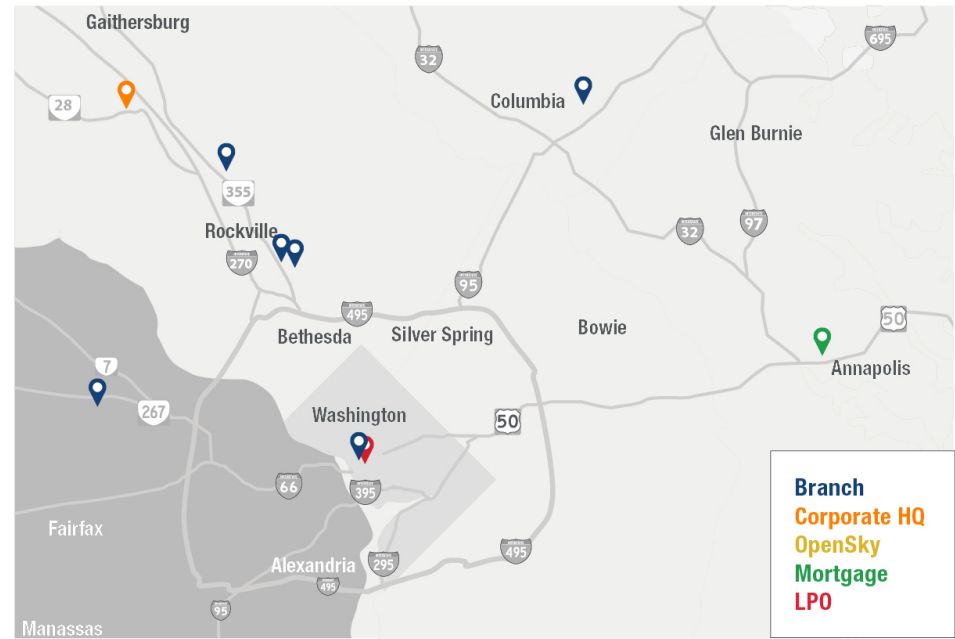 Gaithersburg
32
695
28
Columbia
Glen Burnie
355
Rockville
270
32
97
95
495
Bethesda
Silver Spring
Bowie
50
Annapolis
7
267
Washington
50
66
395
Fairfax
Alexandria
295
495
495
95
Manassas
Branch
Corporate HQ
OpenSky
Mortgage
LPO